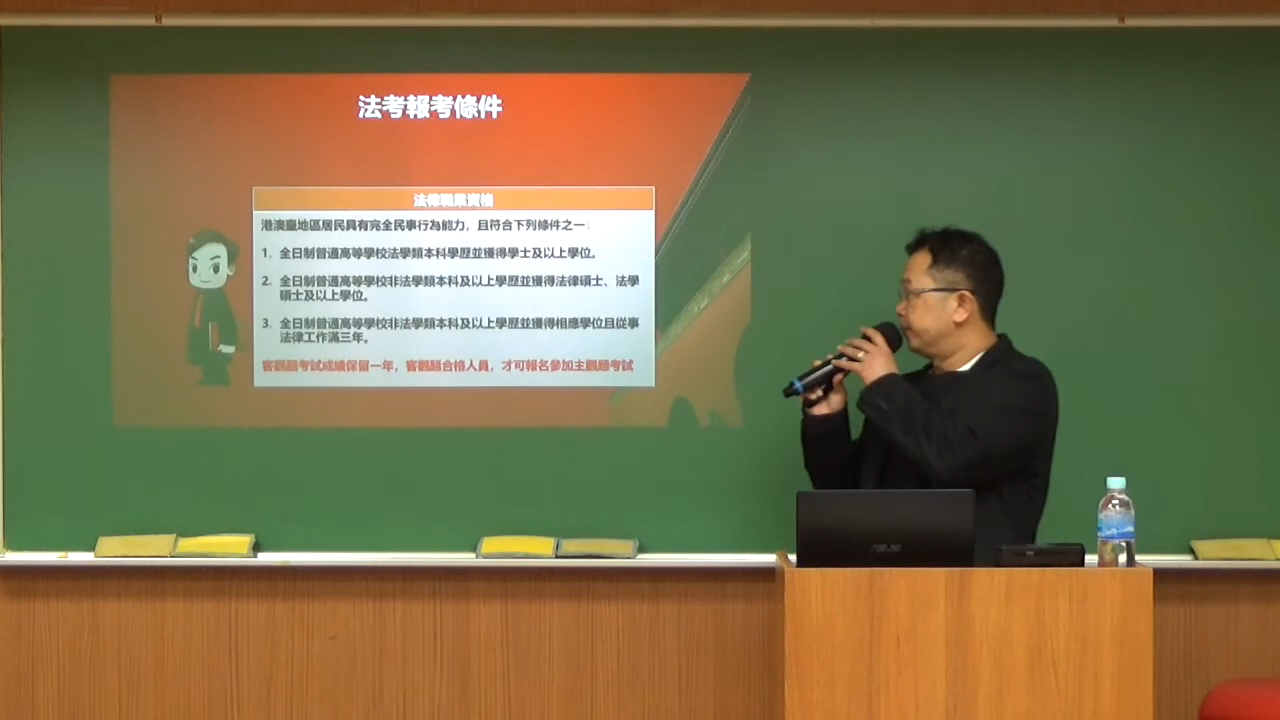 法考報考條件
法律職業資格
港澳臺地區居民具有完全民事行為能力，且符合下列條件之一：
1. 全日制普通高等學校法學類本科學歷並獲得學士及以上學位。
2. 全日制普通高等學校非法學類本科及以上學歷並獲得法律碩士、法學
碩士及以上學位。
3. 全日制普通高等學校非法學類本科及以上學歷並獲得相應學位且從事
法律工作滿三年。
客觀題考試成績保留一年，客觀題合格人員，才可報名參加主觀題考試
ASUS